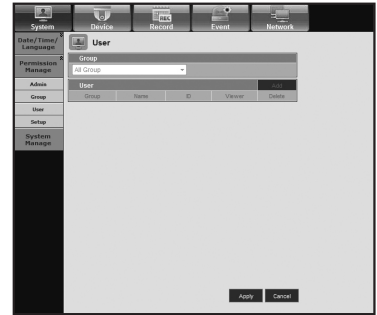 System Device Record Event Network
REC
Date/Time/
Language
Permission
Manage
Admin
Group
User
Setup
System
Manage
User
Group
All Group
User Add
Group Name ID Viewer Delete
Apply Cancel